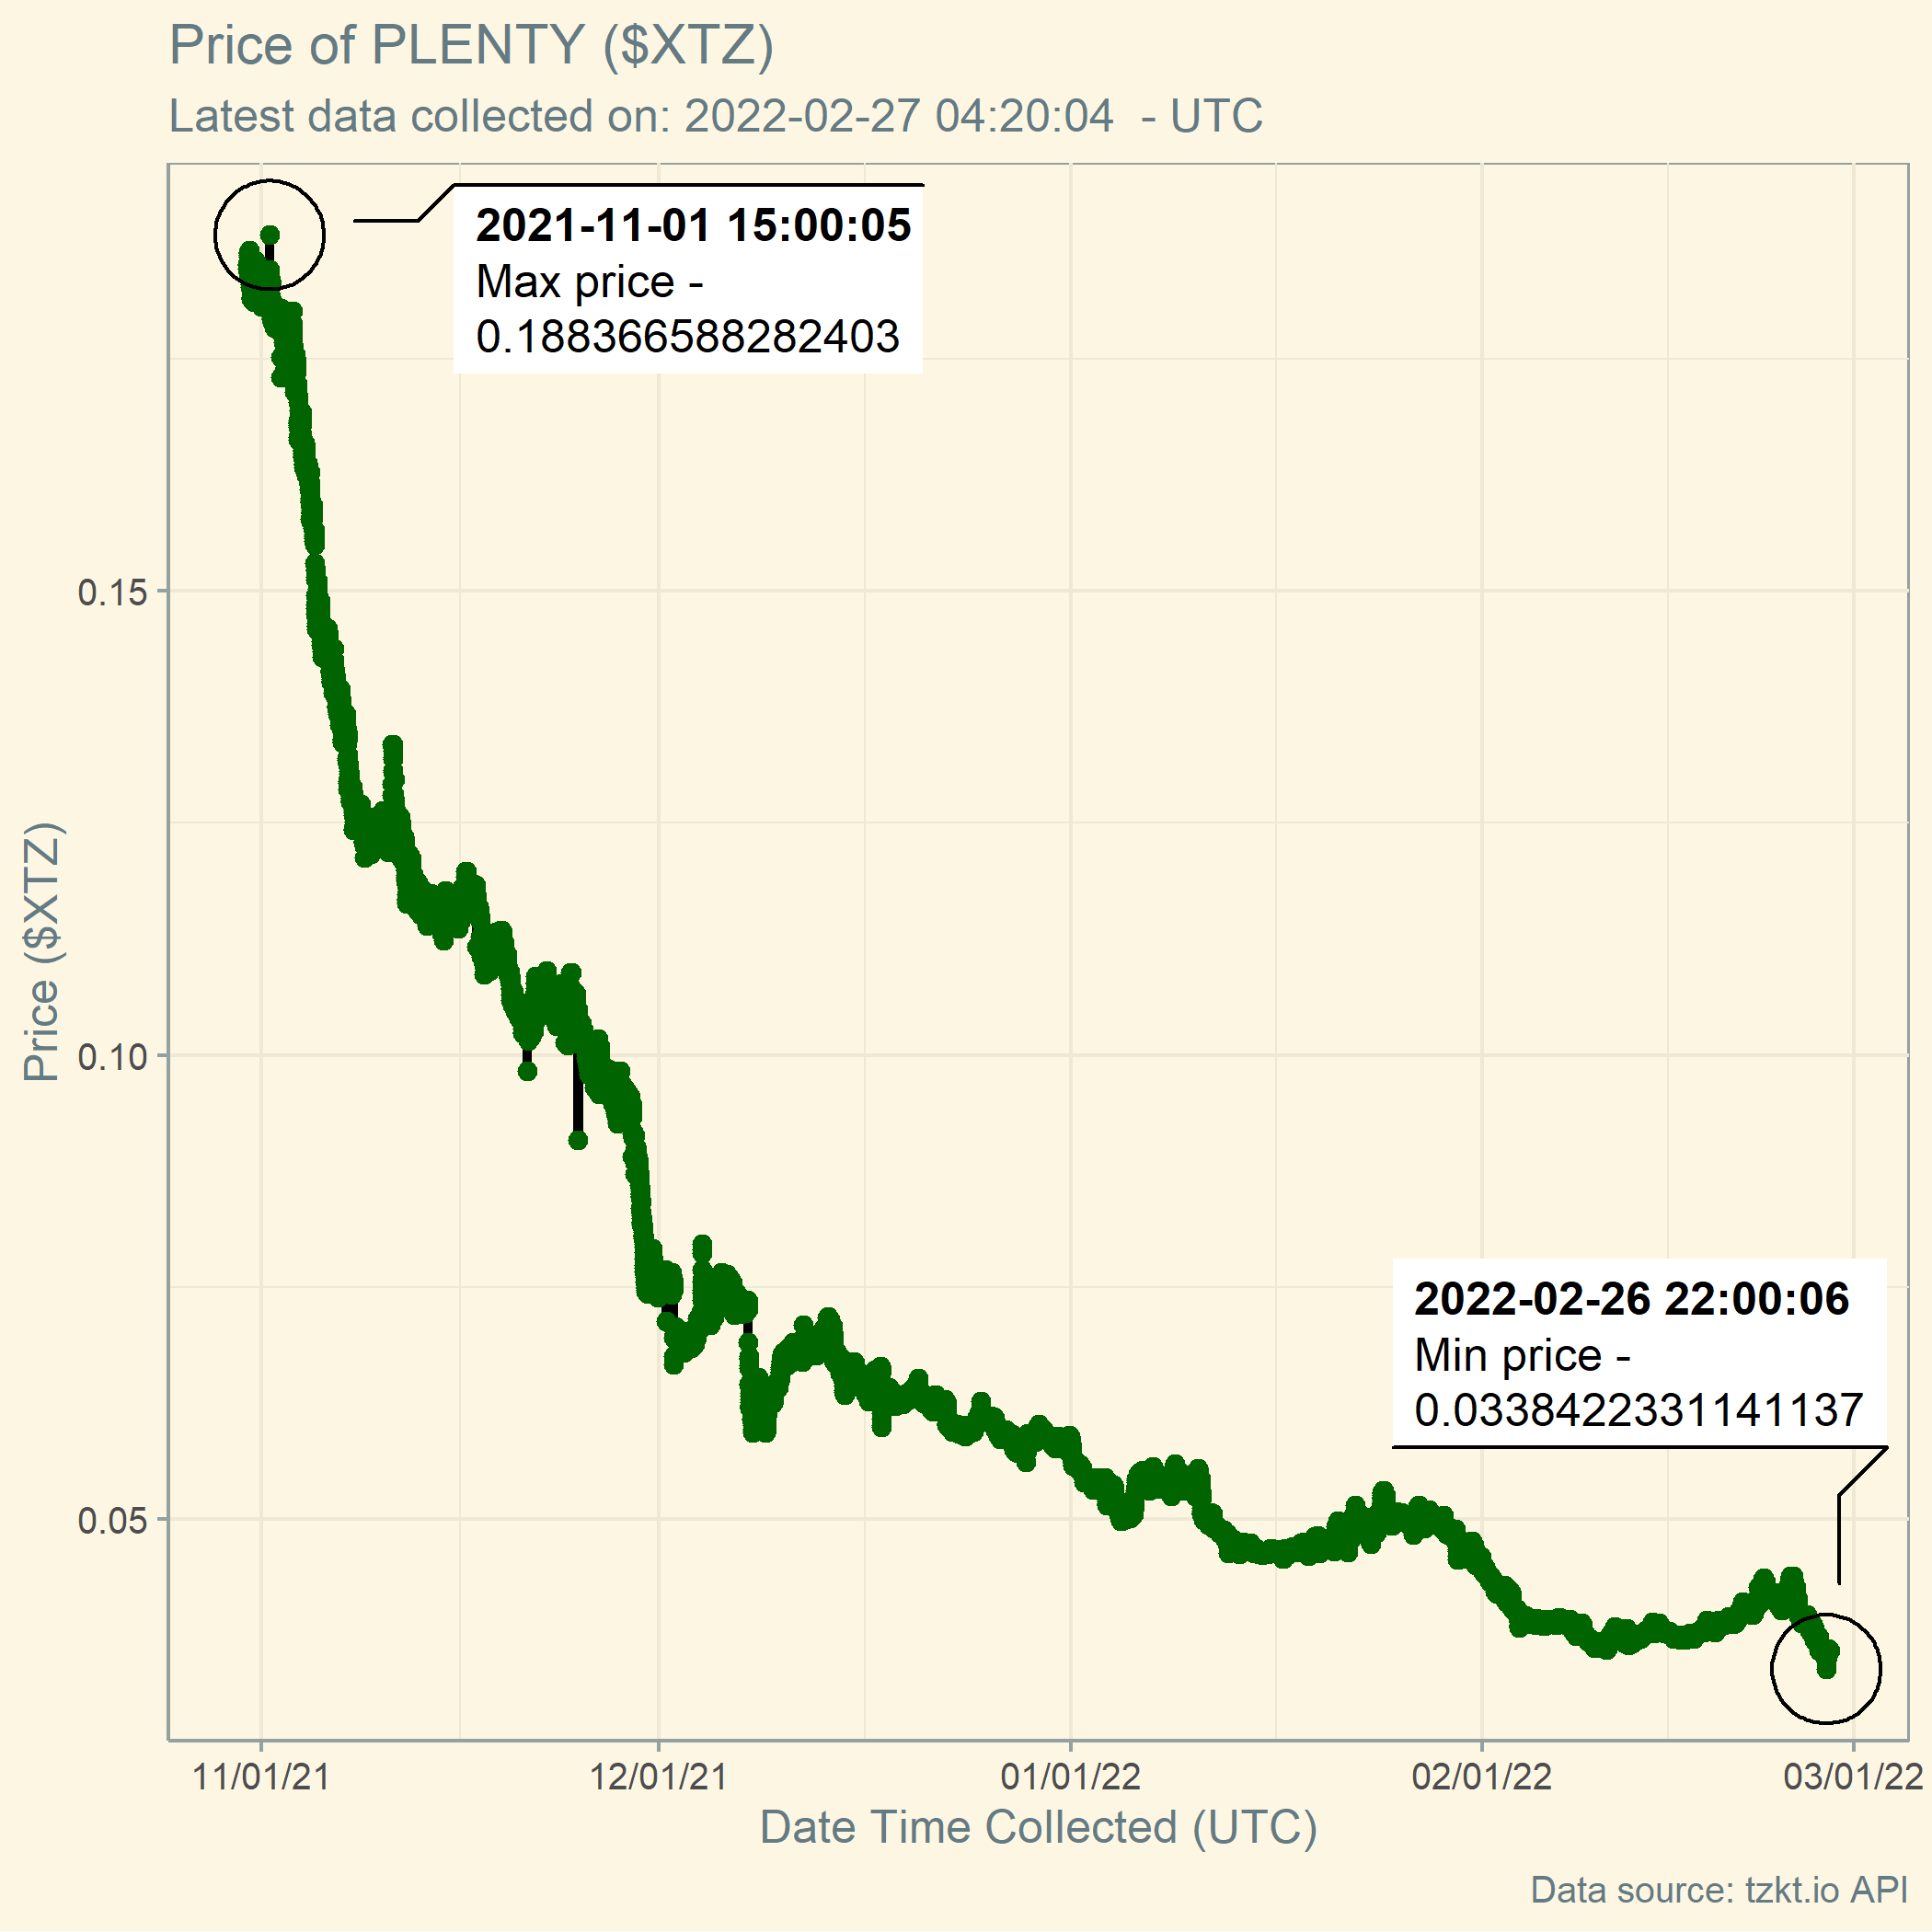 Price of PLENTY ($XTZ)
Latest data collected on: 2022-02-27 04:20:04 - UTC
2021-11-01 15:00:05
Max price -
0.188366588282403
0.15
0.10
0.05
Price ($XTZ)
2022-02-26 22:00:06
Min price -
0.0338422331141137
11/01/21 12/01/21 01/01/22 02/01/22 03/01/22
Date Time Collected (UTC)
Data source: tzkt.io API